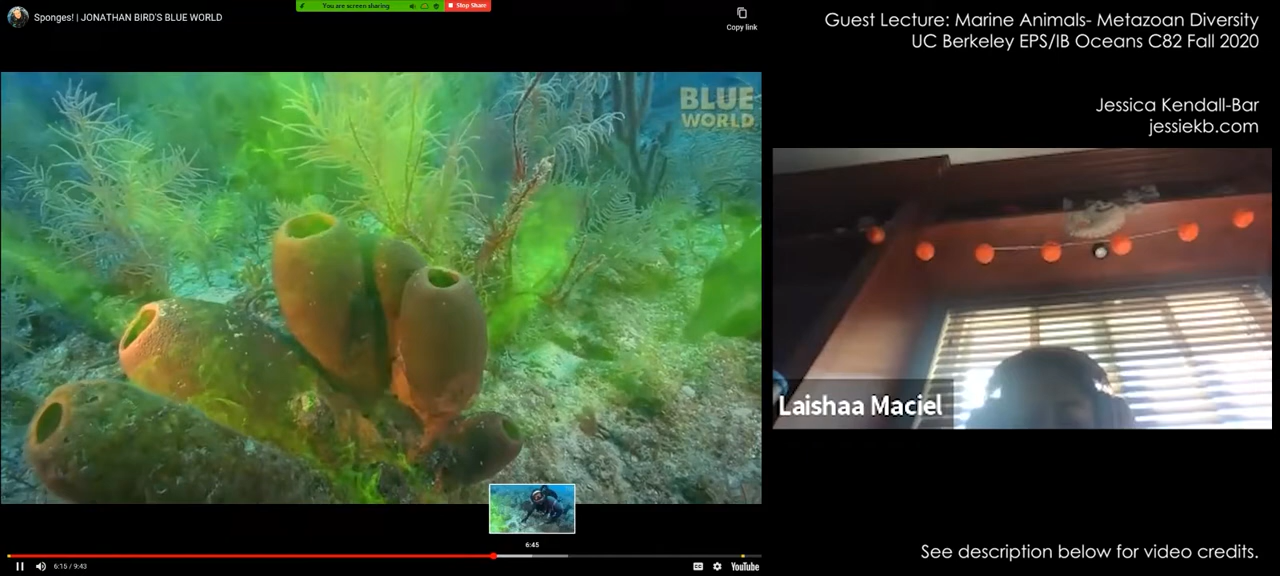 Sponges! | JONATHAN BIRD'S BLUE WORLD
You are screen sharing
Stop Share
Copy link
BLUE
WORLD
6:45
6:15 / 9:43
CC
YouTube
Guest Lecture: Marine Animals- Metazoan Diversity
UC Berkeley EPS/IB Oceans C82 Fall 2020
Jessica Kendall-Bar
jessiekb.com
Laishaa Maciel
See description below for video credits.